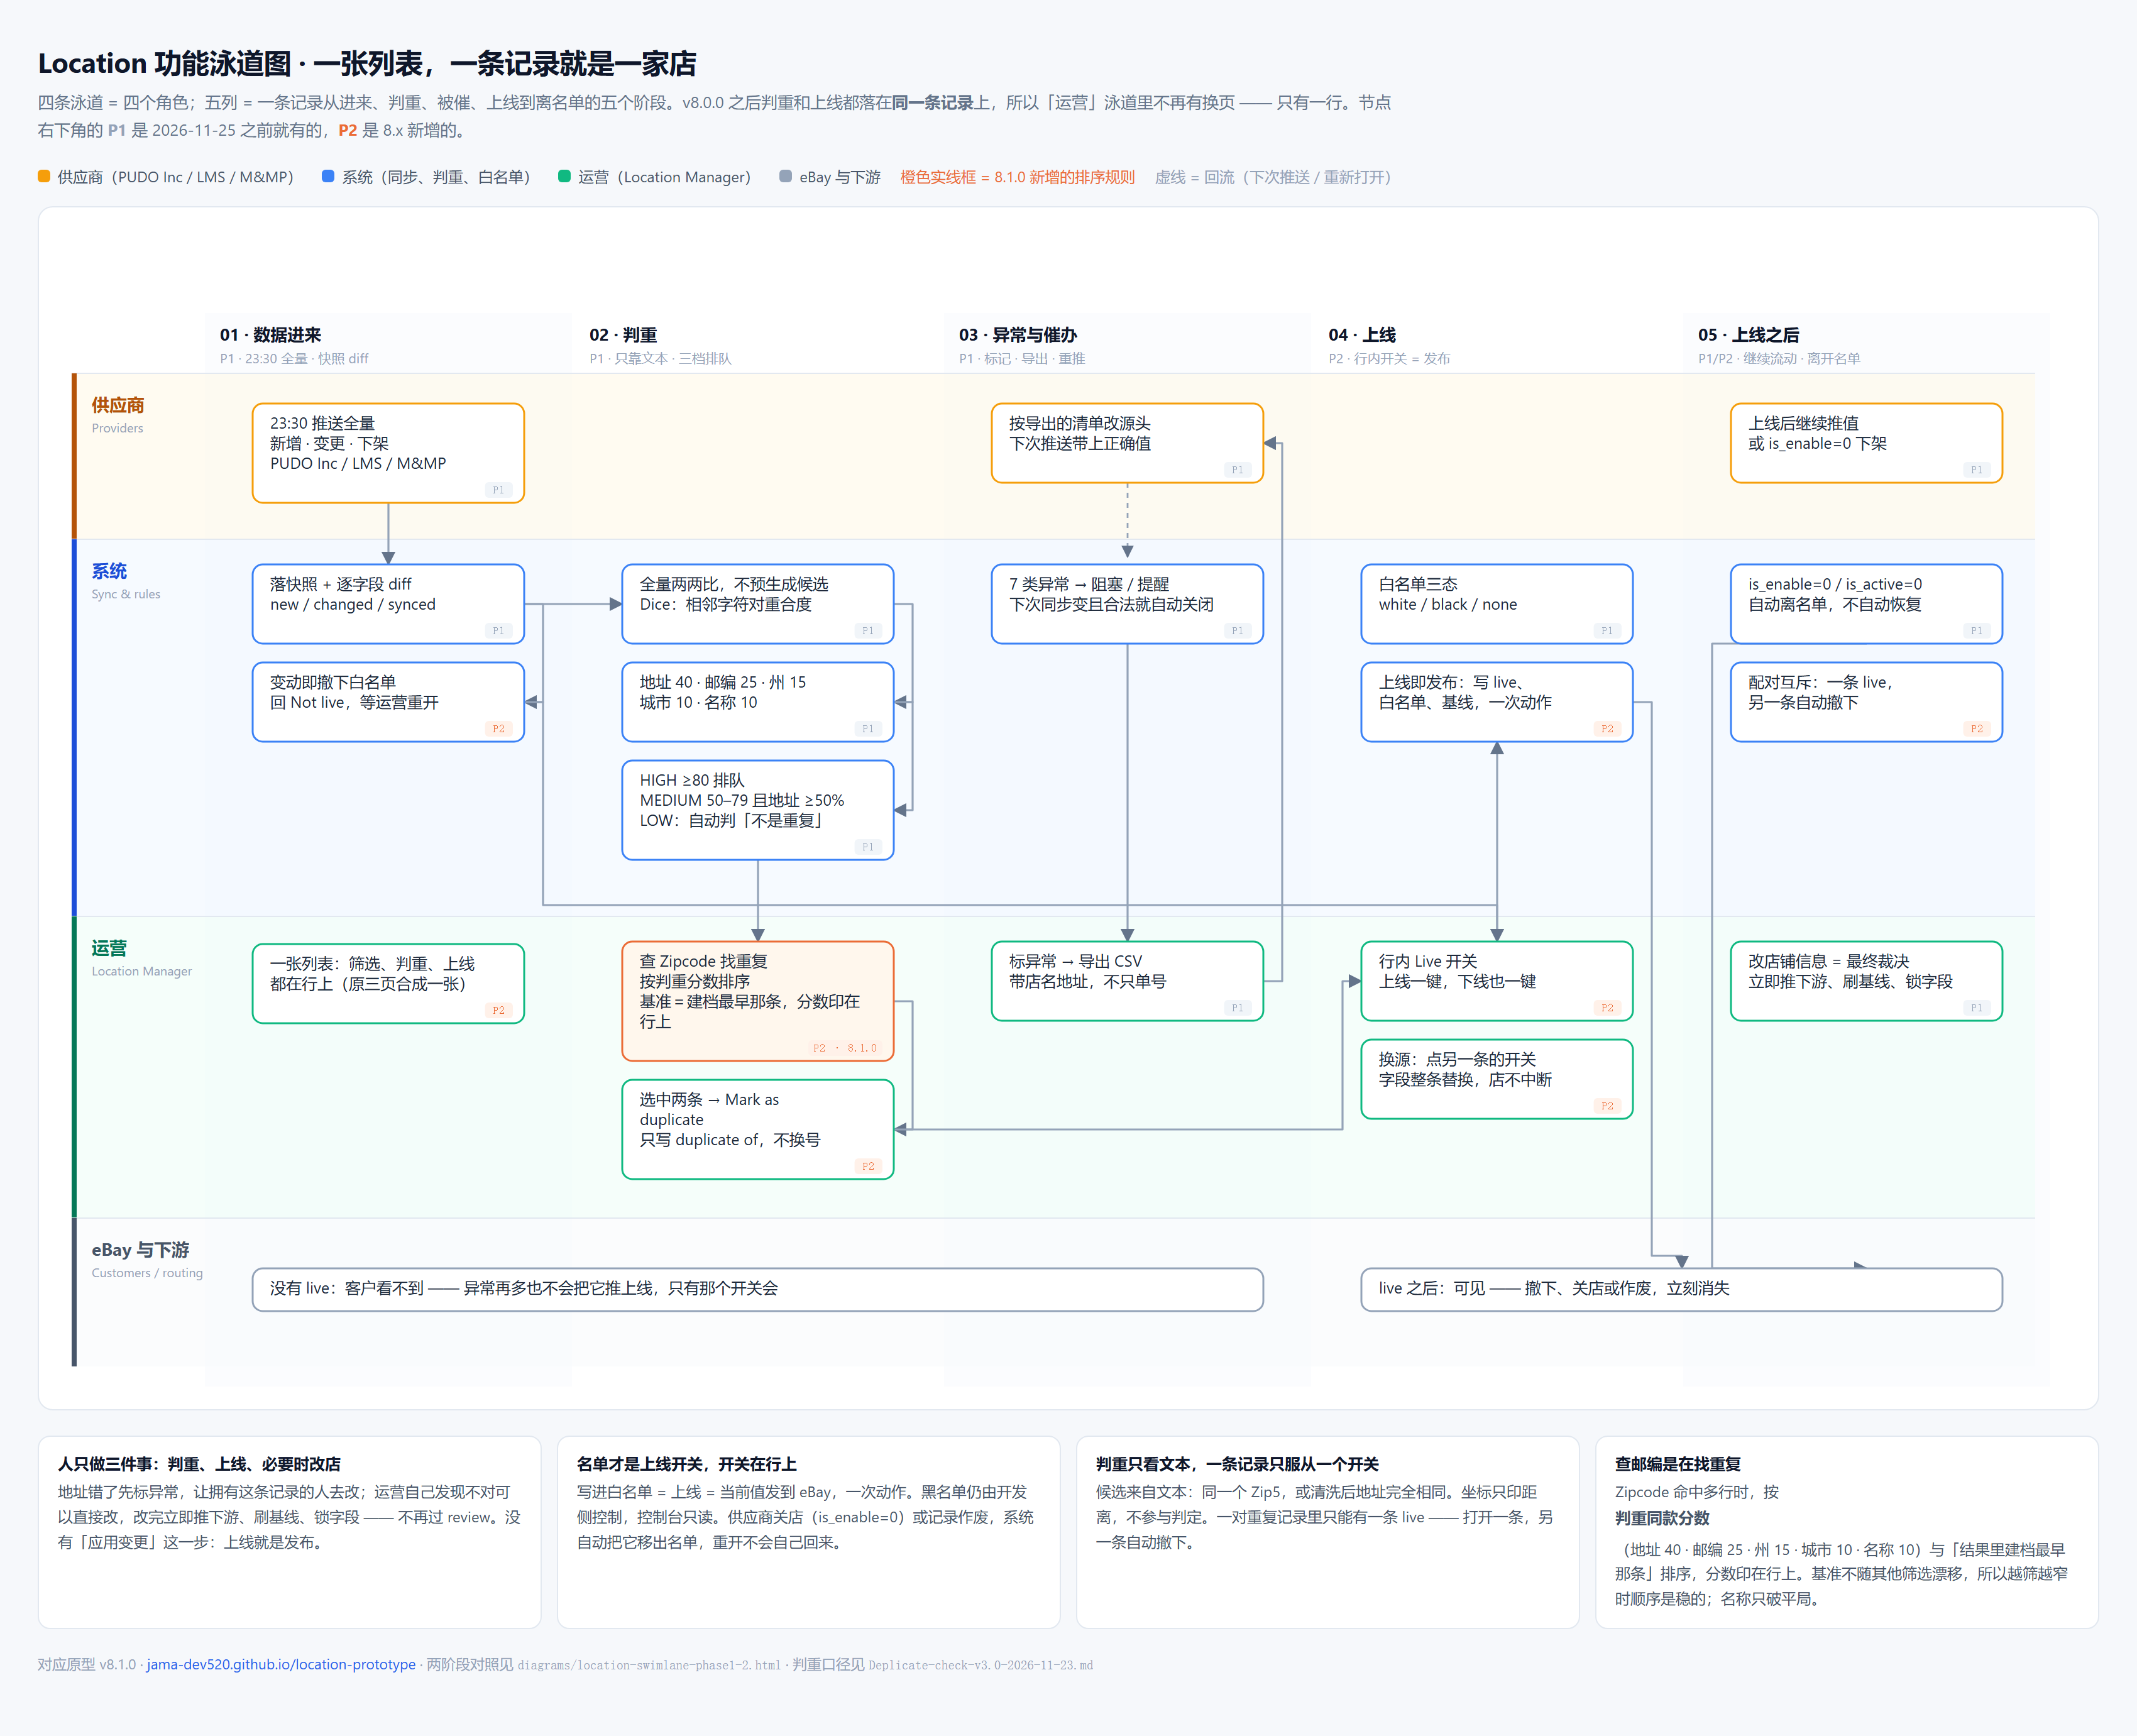 Location 功能泳道图 · 一张列表，一条记录就是一家店
四条泳道 = 四个角色；五列 = 一条记录从进来、判重、被催、上线到离名单的五个阶段。v8.0.0 之后判重和上线都落在同一条记录上，所以「运营」泳道里不再有换页 —— 只有一行。节点
右下角的 P1 是 2026-11-25 之前就有的，P2 是 8.x 新增的。
供应商（PUDO Inc / LMS / M&MP）
系统（同步、判重、白名单）
运营（Location Manager）
eBay 与下游
橙色实线框 = 8.1.0 新增的排序规则
虚线 = 回流（下次推送 / 重新打开）
01 · 数据进来
P1 · 23:30 全量 · 快照 diff
02 · 判重
P1 · 只靠文本 · 三档排队
03 · 异常与催办
P1 · 标记 · 导出 · 重推
04 · 上线
P2 · 行内开关 = 发布
05 · 上线之后
P1/P2 · 继续流动 · 离开名单
供应商
Providers
23:30 推送全量
新增 · 变更 · 下架
PUDO Inc / LMS / M&MP
P1
按导出的清单改源头
下次推送带上正确值
P1
上线后继续推值
或 is_enable=0 下架
P1
系统
Sync & rules
落快照 + 逐字段 diff
new / changed / synced
P1
全量两两比，不预生成候选
Dice：相邻字符对重合度
P1
7 类异常 → 阻塞 / 提醒
下次同步变且合法就自动关闭
P1
白名单三态
white / black / none
P1
is_enable=0 / is_active=0
自动离名单，不自动恢复
P1
变动即撤下白名单
回 Not live，等运营重开
P2
地址 40 · 邮编 25 · 州 15
城市 10 · 名称 10
P1
上线即发布：写 live、
白名单、基线，一次动作
P2
配对互斥：一条 live，
另一条自动撤下
P2
HIGH ≥80 排队
MEDIUM 50–79 且地址 ≥50%
LOW：自动判「不是重复」
P1
运营
Location Manager
一张列表：筛选、判重、上线
都在行上（原三页合成一张）
P2
查 Zipcode 找重复
按判重分数排序
基准 = 建档最早那条，分数印在
行上
P2 · 8.1.0
标异常 → 导出 CSV
带店名地址，不只单号
P1
行内 Live 开关
上线一键，下线也一键
P2
改店铺信息 = 最终裁决
立即推下游、刷基线、锁字段
P1
选中两条 → Mark as
duplicate
只写 duplicate of，不换号
P2
换源：点另一条的开关
字段整条替换，店不中断
P2
eBay 与下游
Customers / routing
没有 live：客户看不到 —— 异常再多也不会把它推上线，只有那个开关会
live 之后：可见 —— 撤下、关店或作废，立刻消失
人只做三件事：判重、上线、必要时改店
地址错了先标异常，让拥有这条记录的人去改；运营自己发现不对可
以直接改，改完立即推下游、刷基线、锁字段 —— 不再过 review。没
有「应用变更」这一步：上线就是发布。
名单才是上线开关，开关在行上
写进白名单 = 上线 = 当前值发到 eBay，一次动作。黑名单仍由开发
侧控制，控制台只读。供应商关店（is_enable=0）或记录作废，系统
自动把它移出名单，重开不会自己回来。
判重只看文本，一条记录只服从一个开关
候选来自文本：同一个 Zip5，或清洗后地址完全相同。坐标只印距
离，不参与判定。一对重复记录里只能有一条 live —— 打开一条，另
一条自动撤下。
查邮编是在找重复
Zipcode 命中多行时，按
判重同款分数
（地址 40 · 邮编 25 · 州 15 · 城市 10 · 名称 10）与「结果里建档最早
那条」排序，分数印在行上。基准不随其他筛选漂移，所以越筛越窄
时顺序是稳的；名称只破平局。
对应原型 v8.1.0 · jama-dev520.github.io/location-prototype · 两阶段对照见 diagrams/location-swimlane-phase1-2.html · 判重口径见 Deplicate-check-v3.0-2026-11-23.md